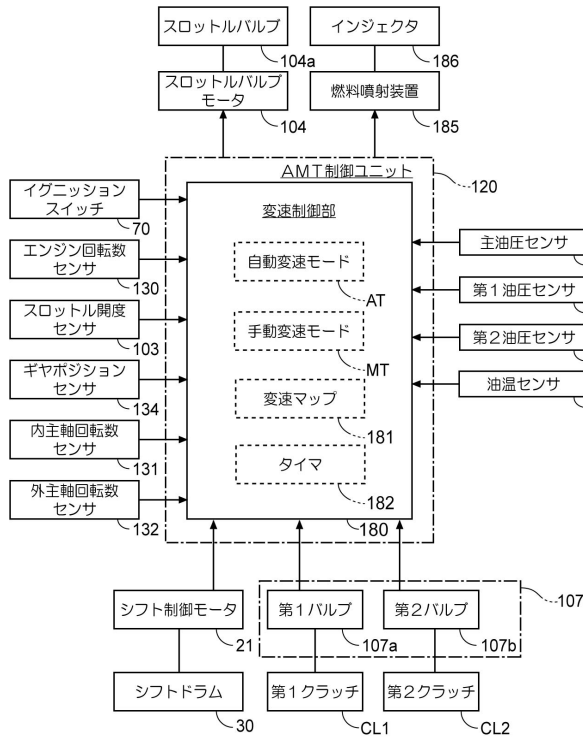 スロットルバルブ
104a
スロットルバルブ
モータ
104
インジェクタ
186
燃料噴射装置
185
AMT制御ユニット
120
イグニッション
スイッチ
70
エンジン回転数
センサ
130
スロットル開度
センサ
103
ギヤポジション
センサ
134
内主軸回転数
センサ
131
外主軸回転数
センサ
132
変速制御部
自動変速モード
AT
手動変速モード
MT
変速マップ
181
タイマ
182
180
主油圧センサ
第1油圧センサ
第2油圧センサ
油温センサ
シフト制御モータ
21
シフトドラム
30
第1バルブ
107a
第2バルブ
107b
107
第1クラッチ
CL1
第2クラッチ
CL2